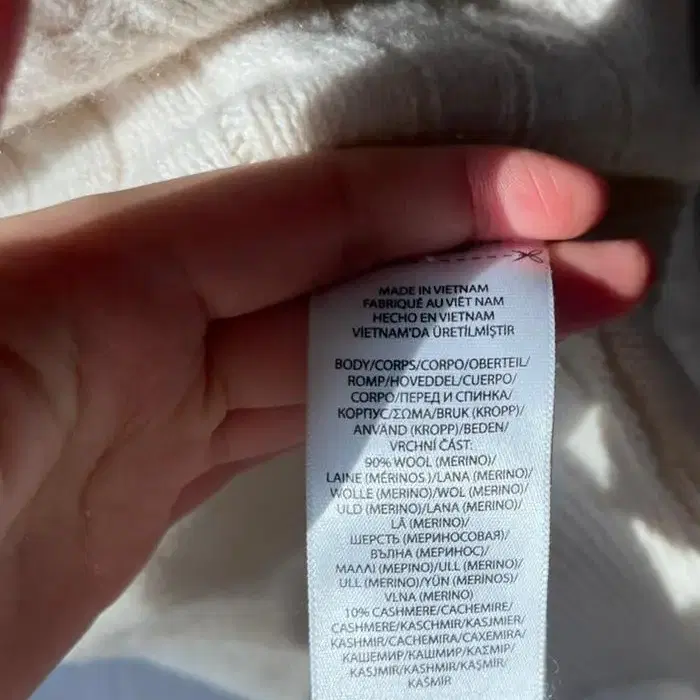 MADE IN VIETNAM
FABRIQUÉ AU VIÊT NAM
HECHO EN VIETNAM
VIETNAM'DA ÜRETİLMİŞTİR
BODY/CORPS/CORPO/OBERTEIL/
ROMP/HOVEDDEL/CUERPO/
CORPO/ПЕРЕД И СПИНКА/
КОРПУС/ΣΩΜΑ/BRUK (KROPP)/
ANVÄND (KROPP)/BEDEN/
VRCHNÍ ČÁST:
90% WOOL (MERINO)/
LAINE (MÉRINOS)/LANA (MERINO)/
WOLLE (MERINO)/WOL (MERINO)/
ULD (MERINO)/LANA (MERINO)/
LÃ (MERINO)/
ШЕРСТЬ (МЕРИНОСОВАЯ)/
ВЪЛНА (МЕРИНОС)/
ΜΑΛΛΙ (ΜΕΡΙΝΟ)/ULL (MERINO)/
ULL (MERINO)/YÜN (MERİNOS)/
VLNA (MERINO)
10% CASHMERE/CACHEMIRE/
CASHMERE/KASCHMIR/KASJMIER/
KASHMIR/CACHEMIRA/CAXEMIRA/
КАШЕМИР/КАШМИР/ΚΑΣΜΙΡ/
KASJMIR/KASHMIR/KAŞMİR/
KAŠMÍR